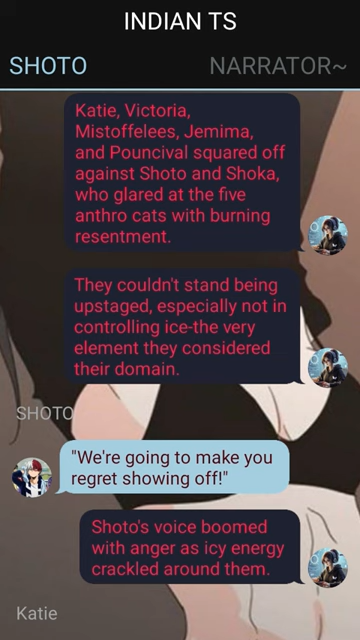 INDIAN TS
SHOTO
NARRATOR~
Katie, Victoria,
Mistoffelees, Jemima,
and Pouncival squared off
against Shoto and Shoka,
who glared at the five
anthro cats with burning
resentment.
They couldn't stand being
upstaged, especially not in
controlling ice-the very
element they considered
their domain.
SHOTO
"We're going to make you
regret showing off!"
Shoto's voice boomed
with anger as icy energy
crackled around them.
Katie